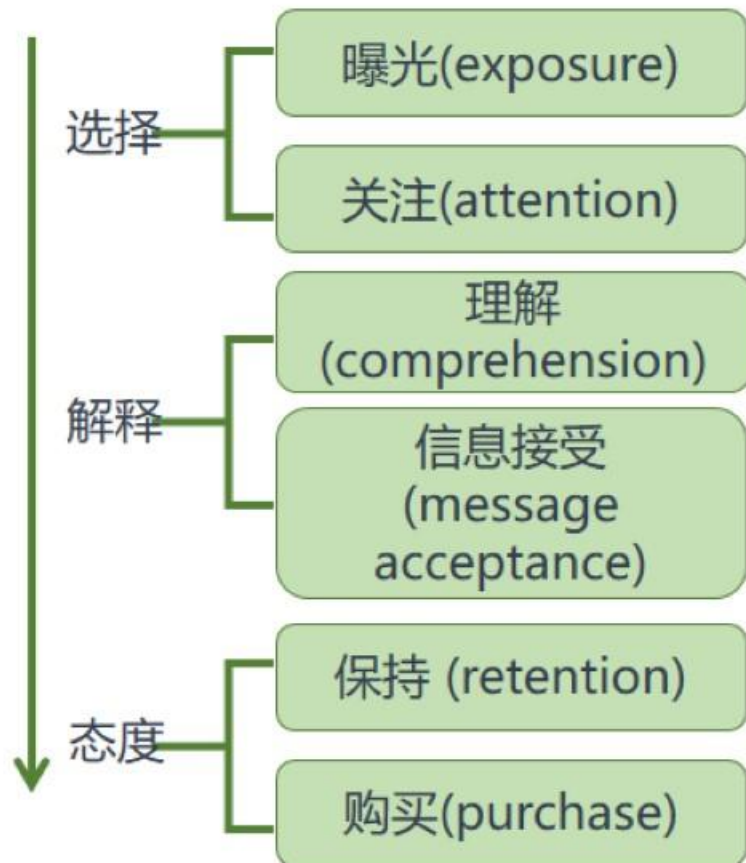 选择
曝光(exposure)
关注(attention)
解释
理解
(comprehension)
信息接受
(message
acceptance)
态度
保持 (retention)
购买(purchase)